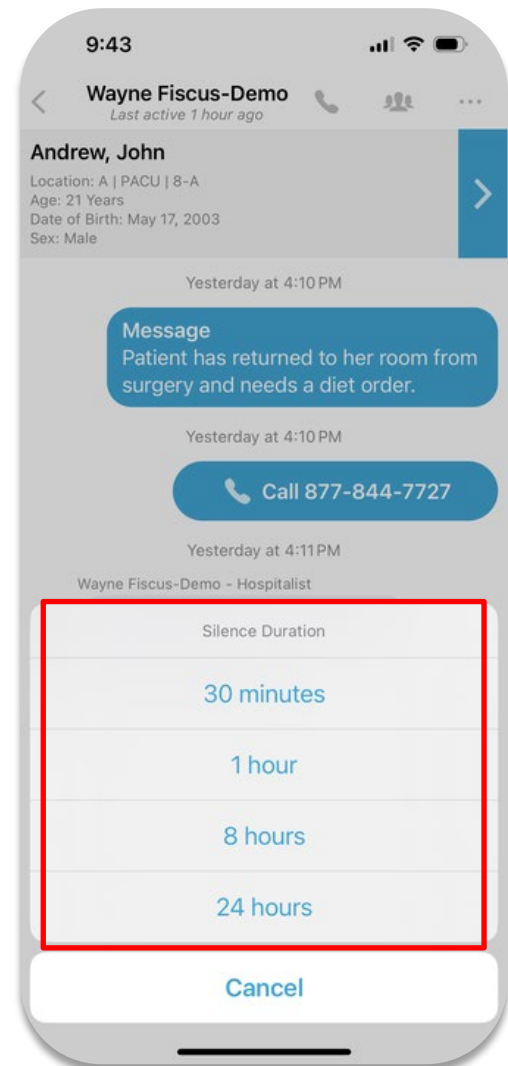 9:43
Wayne Fiscus-Demo
Last active 1 hour ago
Andrew, John
Location: A | PACU | 8-A
Age: 21 Years
Date of Birth: May 17, 2003
Sex: Male
Yesterday at 4:10 PM
Message
Patient has returned to her room from
surgery and needs a diet order.
Yesterday at 4:10 PM
Call 877-844-7727
Yesterday at 4:11 PM
Wayne Fiscus-Demo - Hospitalist
Silence Duration
30 minutes
1 hour
8 hours
24 hours
Cancel